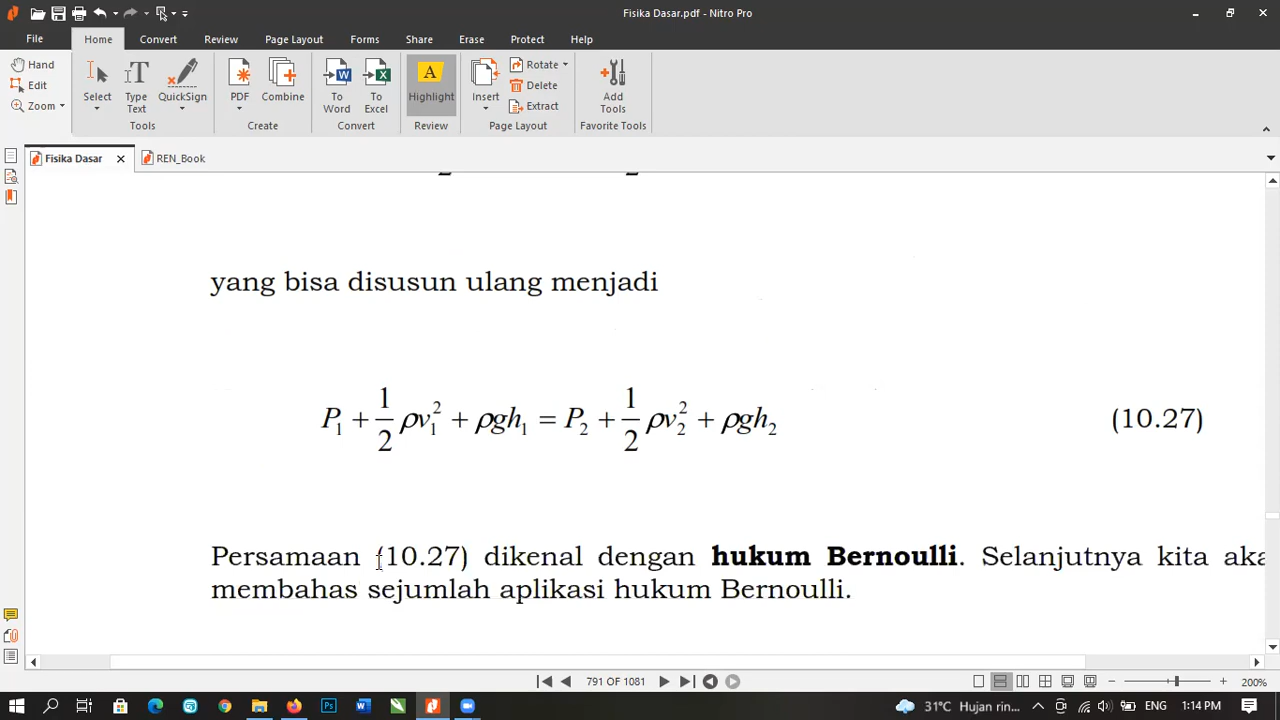 Fisika Dasar.pdf - Nitro Pro
File Home Convert Review Page Layout Forms Share Erase Protect Help
Hand
Edit
Zoom
Select
Type Text
QuickSign
Tools
PDF
Combine
Create
To Word
To Excel
Convert
A
Highlight
Review
Insert
Rotate
Delete
Extract
Page Layout
Add Tools
Favorite Tools
Fisika Dasar
REN_Book
yang bisa disusun ulang menjadi
P₁ + 1/2 ρv₁² + ρgh₁ = P₂ + 1/2 ρv₂² + ρgh₂ (10.27)
Persamaan (10.27) dikenal dengan hukum Bernoulli. Selanjutnya kita aka
membahas sejumlah aplikasi hukum Bernoulli.
791 OF 1081
200%
31°C Hujan rin...
ENG
1:14 PM